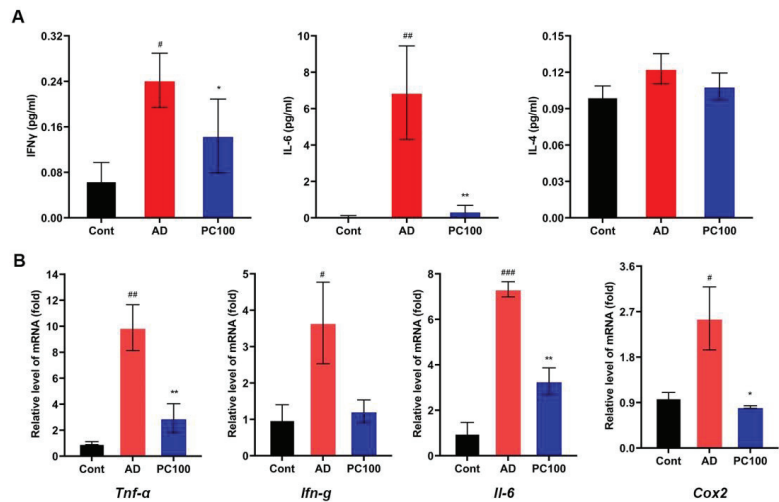 A
IFNγ (pg/ml)
0.32
0.24
0.16
0.08
0.00
#
*
Cont AD PC100
IL-6 (pg/ml)
10
8
6
4
2
0
##
**
Cont AD PC100
IL-4 (pg/ml)
0.15
0.12
0.09
0.06
0.03
0.00
Cont AD PC100
B
Relative level of mRNA (fold)
14
12
10
8
6
4
2
0
##
**
Cont AD PC100
Tnf-α
Relative level of mRNA (fold)
5
4
3
2
1
0
#
Cont AD PC100
Ifn-g
Relative level of mRNA (fold)
8
6
4
2
0
###
**
Cont AD PC100
Il-6
Relative level of mRNA (fold)
3.6
2.7
1.8
0.9
0.0
#
*
Cont AD PC100
Cox2